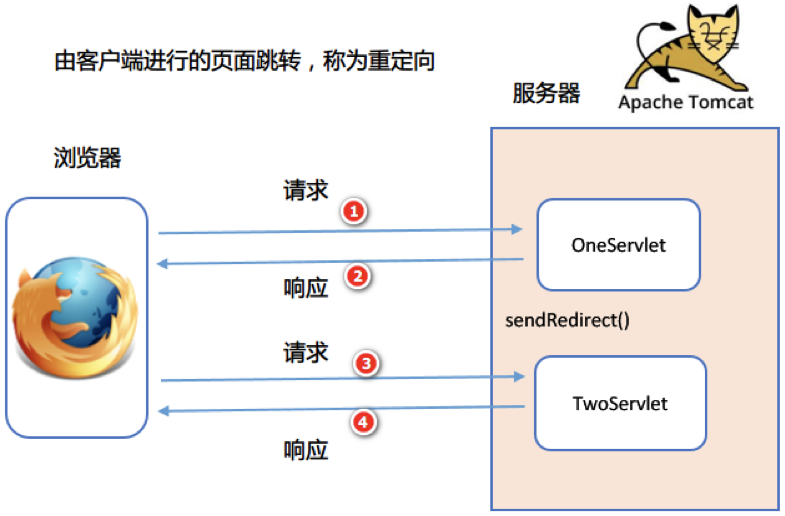 由客户端进行的页面跳转，称为重定向
服务器
Apache Tomcat
浏览器
请求
1
OneServlet
2
响应
sendRedirect()
请求
3
TwoServlet
4
响应